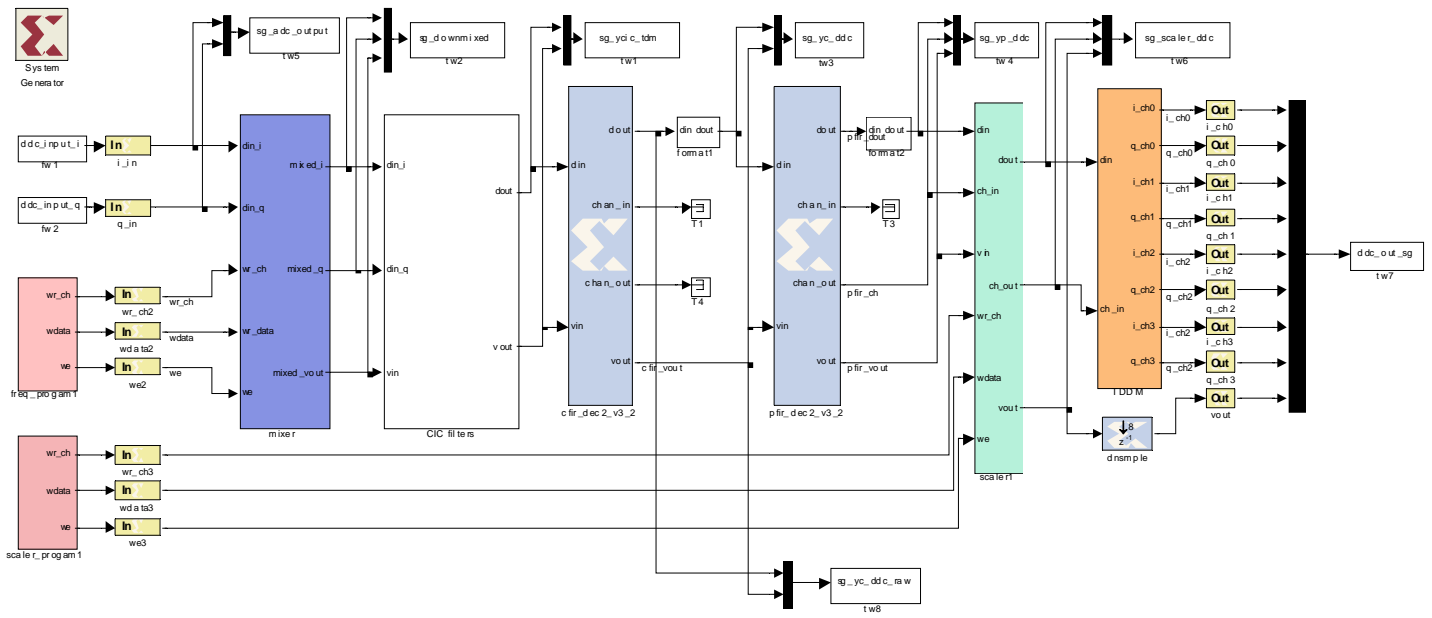 System
Generator
sg_adc_output
tw5
sg_downmixed
tw2
sg_ycic_tdm
tw1
sg_yc_ddc
tw3
sg_yp_ddc
tw4
sg_scaler_ddc
tw6
ddc_input_i
fw1
In
i_in
ddc_input_q
fw2
In
q_in
wr_ch
wdata
we
freq_progam1
In
wr_ch2
wr_ch
In
wdata2
wdata
In
we2
we
din_i
din_q
wr_ch
wr_data
we
mixed_i
mixed_q
mixed_vout
mixer
din_i
din_q
vin
dout
vout
CIC filters
din
vin
dout
chan_in
chan_out
vout
cfir_dec2_v3_2
cfir_vout
din dout
format1
T1
T4
din
vin
dout
chan_in
chan_out
vout
pfir_dec2_v3_2
pfir_dout
din dout
format2
T3
pfir_ch
pfir_vout
din
ch_in
vin
wr_ch
wdata
we
dout
ch_out
vout
scaler1
din
ch_in
i_ch0
q_ch0
i_ch1
q_ch1
i_ch2
q_ch2
i_ch3
q_ch3
TDDM
i_ch0
q_ch0
i_ch1
q_ch1
i_ch2
q_ch2
i_ch2
q_ch2
Out
i_ch0
Out
q_ch0
Out
i_ch1
Out
q_ch1
Out
i_ch2
Out
q_ch2
Out
i_ch3
Out
q_ch3
Out
vout
↓8
z-1
dnsmple
ddc_out_sg
tw7
wr_ch
wdata
we
scaler_progam1
In
wr_ch3
In
wdata3
In
we3
sg_yc_ddc_raw
tw8